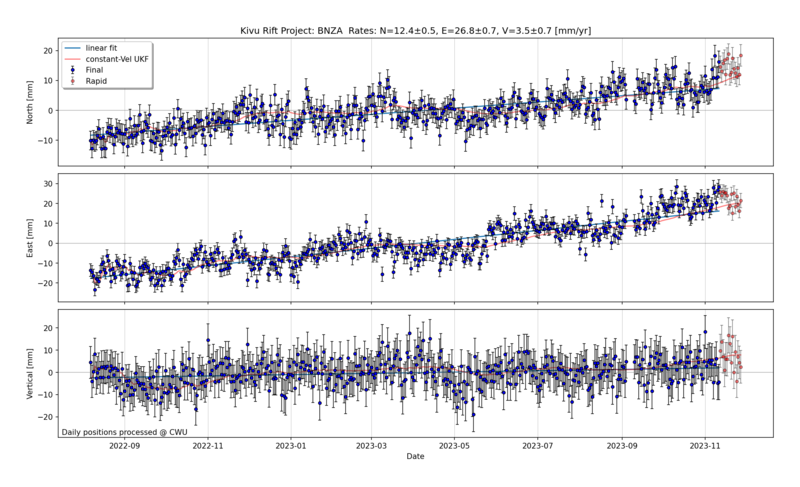 Kivu Rift Project: BNZA  Rates: N=12.4±0.5, E=26.8±0.7, V=3.5±0.7 [mm/yr]
linear fit
constant-Vel UKF
Final
Rapid
North [mm]
20
10
0
−10
East [mm]
30
20
10
0
−10
−20
Vertical [mm]
20
10
0
−10
−20
Daily positions processed @ CWU
2022-09 2022-11 2023-01 2023-03 2023-05 2023-07 2023-09 2023-11
Date